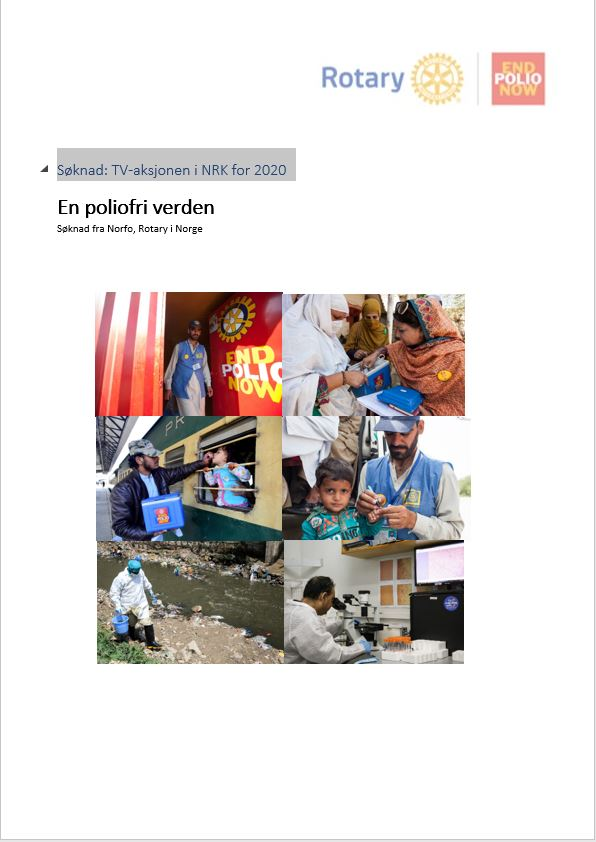 Rotary
END
POLIO
NOW
Søknad: TV-aksjonen i NRK for 2020
En poliofri verden
Søknad fra Norfo, Rotary i Norge
END
POLIO
NOW
P R